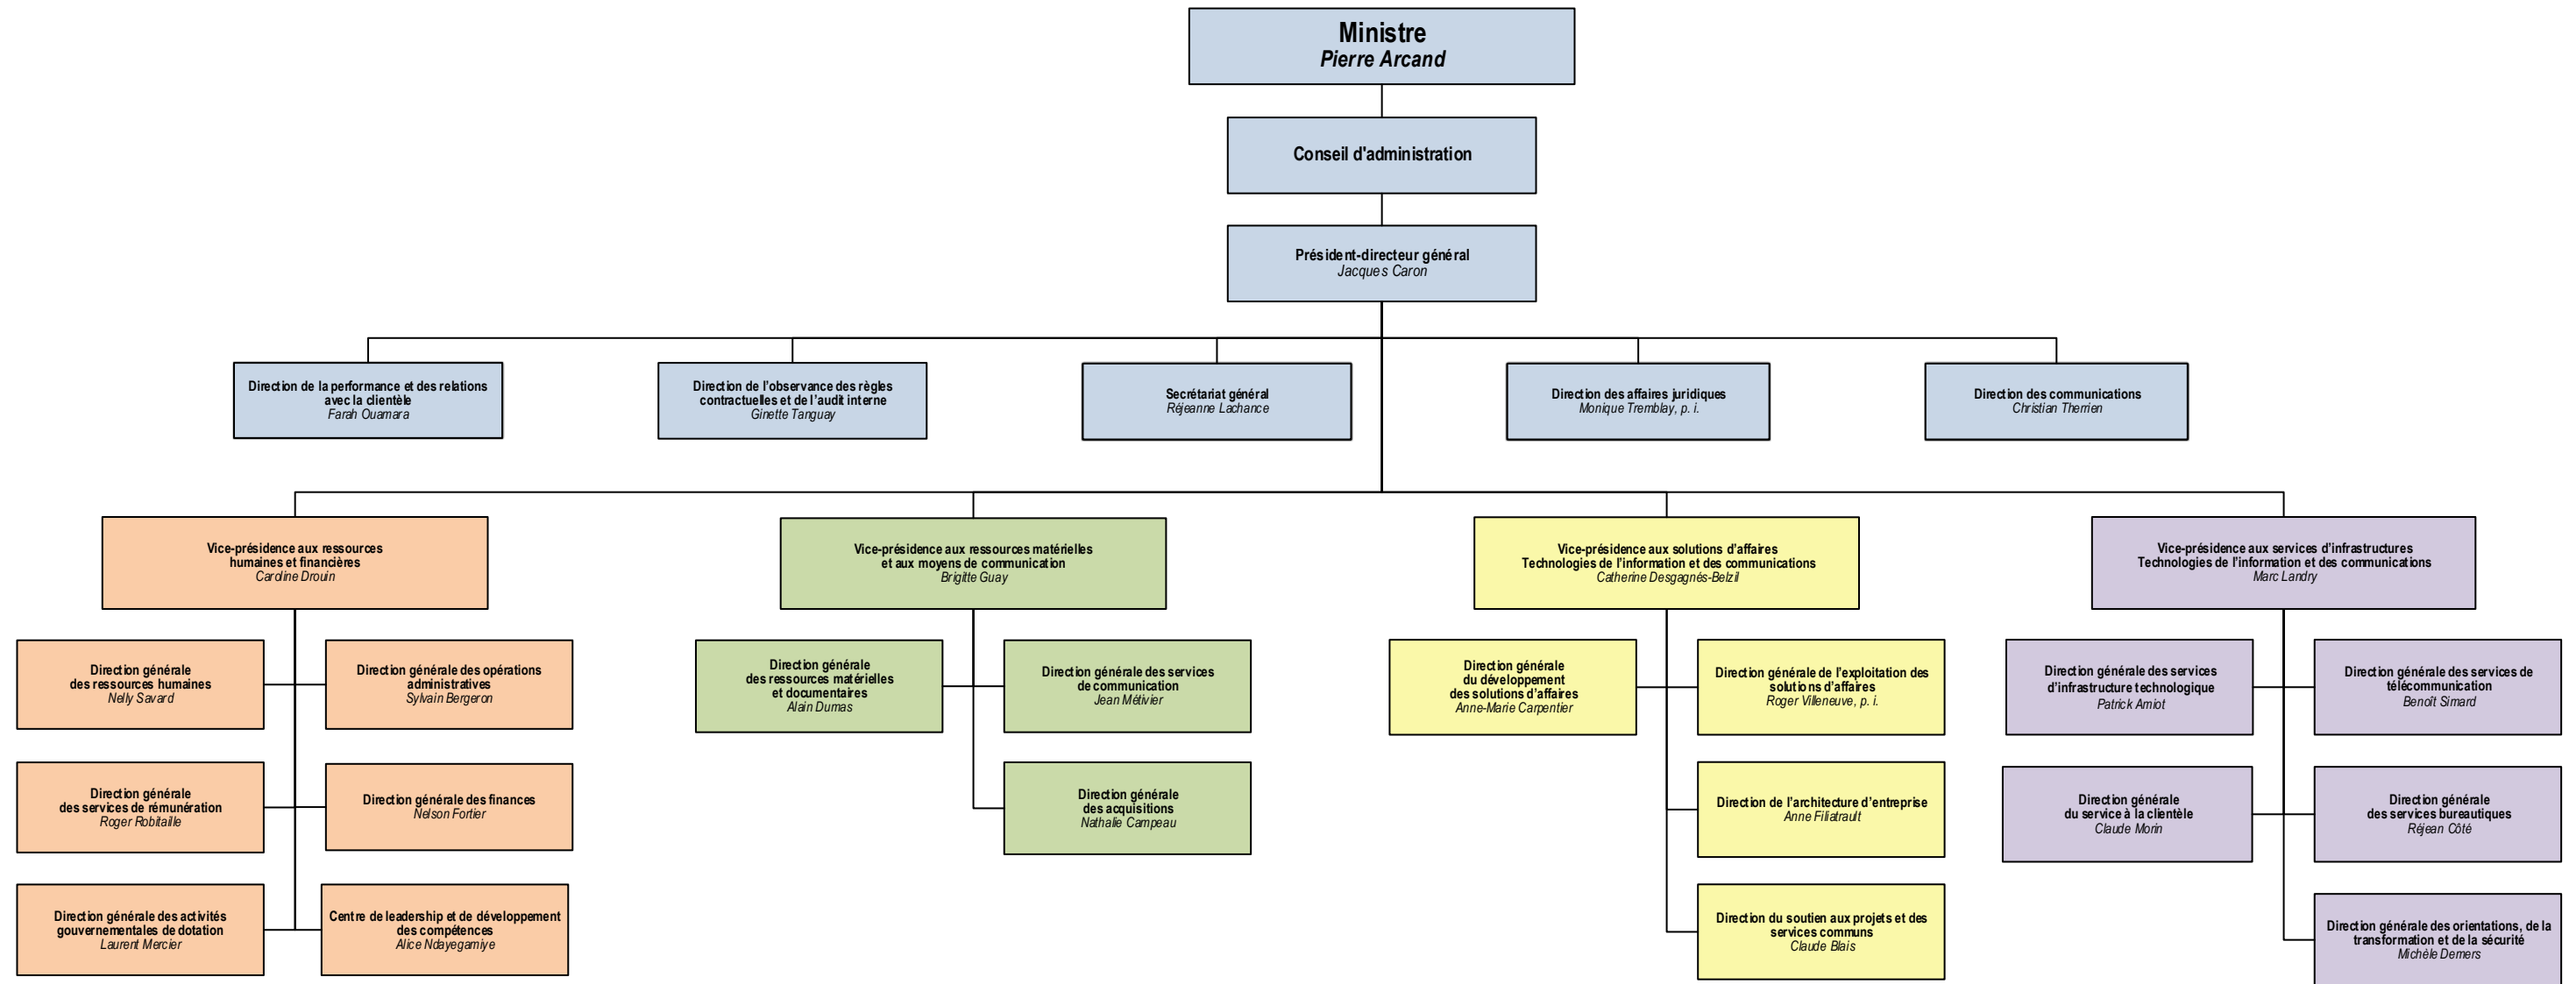 Ministre
Pierre Arcand
Conseil d'administration
Président-directeur général
Jacques Caron
Direction de la performance et des relations
avec la clientèle
Farah Ouamara
Direction de l'observance des règles
contractuelles et de l'audit interne
Ginette Tanguay
Secrétariat général
Réjeanne Lachance
Direction des affaires juridiques
Monique Tremblay, p. i.
Direction des communications
Christian Therrien
Vice-présidence aux ressources
humaines et financières
Caroline Drouin
Vice-présidence aux ressources matérielles
et aux moyens de communication
Brigitte Guay
Vice-présidence aux solutions d'affaires
Technologies de l'information et des communications
Catherine Desgagnés-Belzil
Vice-présidence aux services d'infrastructures
Technologies de l'information et des communications
Marc Landry
Direction générale
des ressources humaines
Nelly Savard
Direction générale des opérations
administratives
Sylvain Bergeron
Direction générale
des ressources matérielles
et documentaires
Alain Dumas
Direction générale des services
de communication
Jean Métivier
Direction générale
du développement
des solutions d'affaires
Anne-Marie Carpentier
Direction générale de l'exploitation des
solutions d'affaires
Roger Villeneuve, p. i.
Direction générale des services
d'infrastructure technologique
Patrick Amiot
Direction générale des services de
télécommunication
Benoît Simard
Direction générale
des services de rémunération
Roger Robitaille
Direction générale des finances
Nelson Fortier
Direction générale
des acquisitions
Nathalie Campeau
Direction de l'architecture d'entreprise
Anne Filiatrault
Direction générale
du service à la clientèle
Claude Morin
Direction générale
des services bureautiques
Réjean Côté
Direction générale des activités
gouvernementales de dotation
Laurent Mercier
Centre de leadership et de développement
des compétences
Alice Ndayegamiye
Direction du soutien aux projets et des
services communs
Claude Blais
Direction générale des orientations, de la
transformation et de la sécurité
Michèle Demers